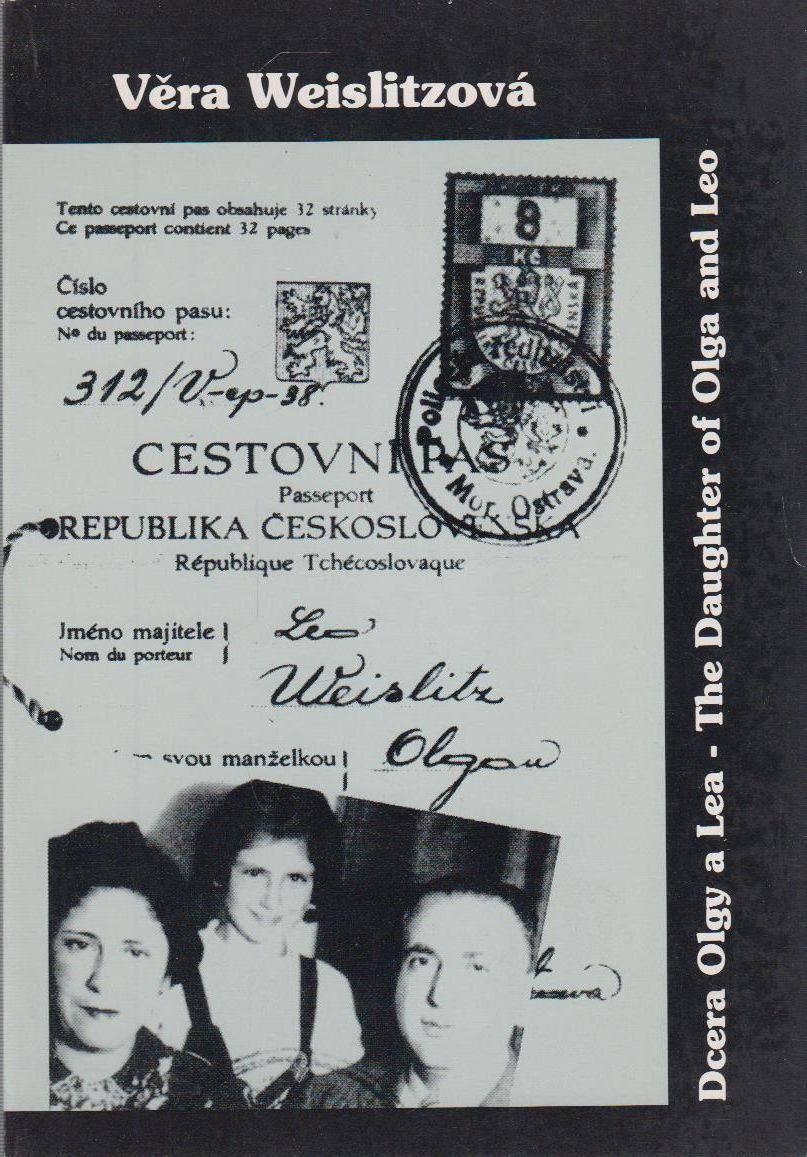 Věra Weislitzová
Tento cestovní pas obsahuje 32 stránky
Ce passeport contient 32 pages
8
Kč
Číslo
cestovního pasu:
Nº du passeport:
312/V-ep-38.
Mor. Ostrava.
CESTOVNÍ PAS
Passeport
REPUBLIKA ČESKOSLOVENSKÁ
République Tchécoslovaque
Jméno majitele
Nom du porteur
Leo
Weislitz
svou manželkou
Olgou
Dcera Olgy a Lea - The Daughter of Olga and Leo